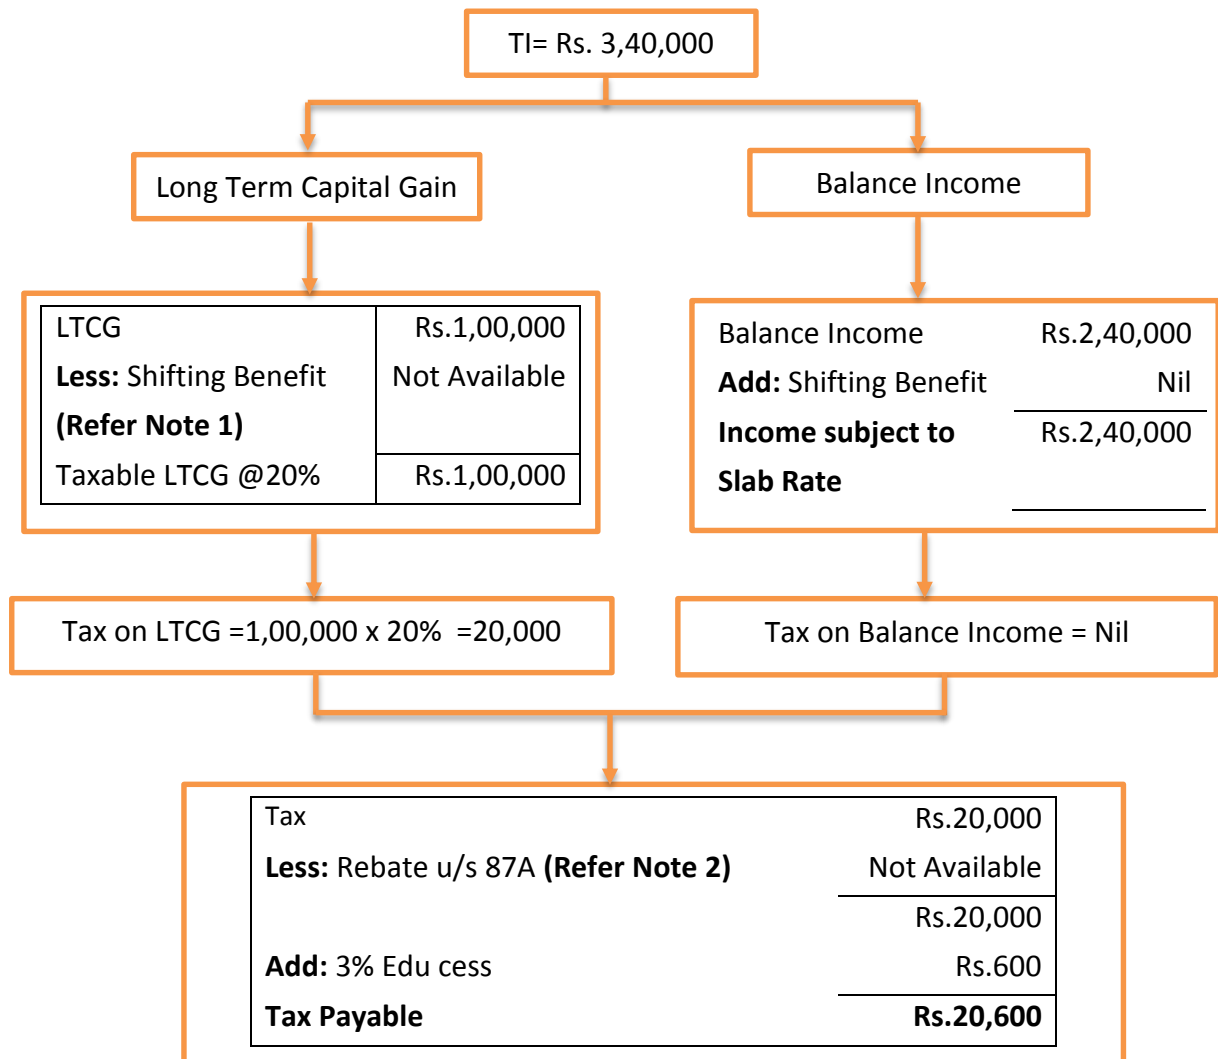 TI= Rs. 3,40,000
Long Term Capital Gain
Balance Income
LTCG Rs.1,00,000
Less: Shifting Benefit Not Available
(Refer Note 1)
Taxable LTCG @20% Rs.1,00,000
Balance Income Rs.2,40,000
Add: Shifting Benefit Nil
Income subject to Rs.2,40,000
Slab Rate
Tax on LTCG =1,00,000 x 20% =20,000
Tax on Balance Income = Nil
Tax Rs.20,000
Less: Rebate u/s 87A (Refer Note 2) Not Available
Rs.20,000
Add: 3% Edu cess Rs.600
Tax Payable Rs.20,600